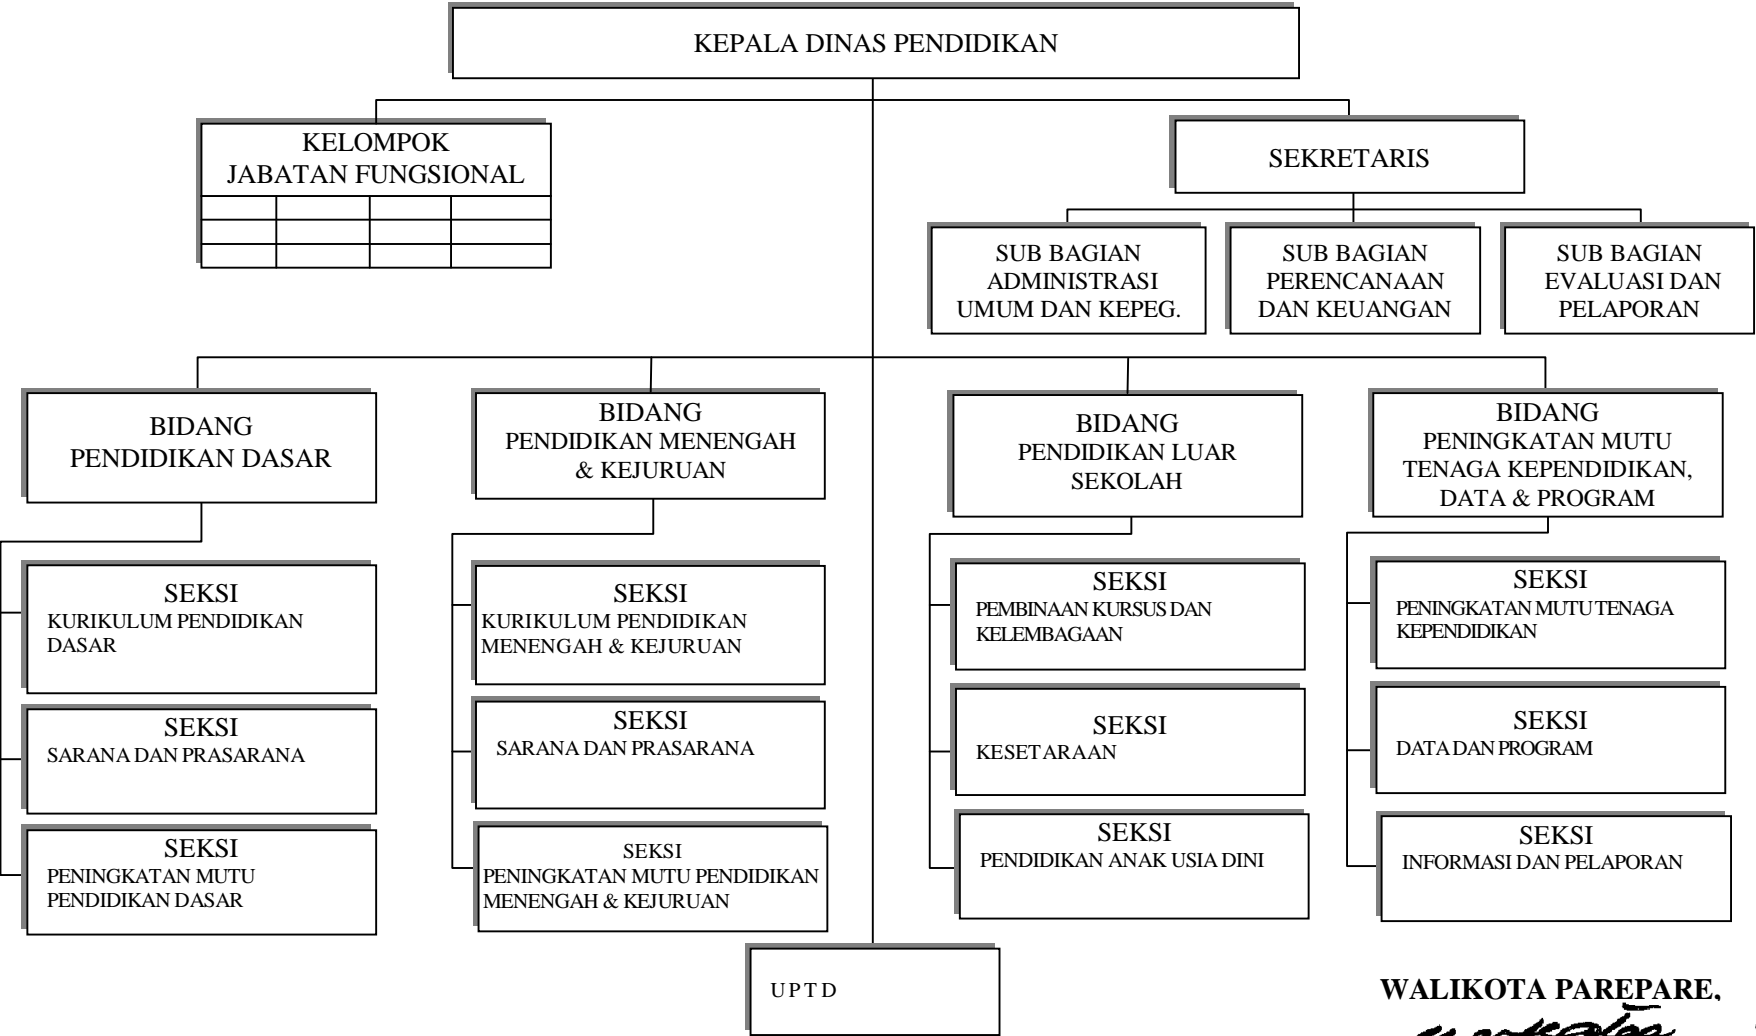 KEPALA DINAS PENDIDIKAN
KELOMPOK
JABATAN FUNGSIONAL
SEKRETARIS
SUB BAGIAN
ADMINISTRASI
UMUM DAN KEPEG.
SUB BAGIAN
PERENCANAAN
DAN KEUANGAN
SUB BAGIAN
EVALUASI DAN
PELAPORAN
BIDANG
PENDIDIKAN DASAR
BIDANG
PENDIDIKAN MENENGAH
& KEJURUAN
BIDANG
PENDIDIKAN LUAR
SEKOLAH
BIDANG
PENINGKATAN MUTU
TENAGA KEPENDIDIKAN,
DATA & PROGRAM
SEKSI
KURIKULUM PENDIDIKAN
DASAR
SEKSI
SARANA DAN PRASARANA
SEKSI
PENINGKATAN MUTU
PENDIDIKAN DASAR
SEKSI
KURIKULUM PENDIDIKAN
MENENGAH & KEJURUAN
SEKSI
SARANA DAN PRASARANA
SEKSI
PENINGKATAN MUTU PENDIDIKAN
MENENGAH & KEJURUAN
SEKSI
PEMBINAAN KURSUS DAN
KELEMBAGAAN
SEKSI
KESETARAAN
SEKSI
PENDIDIKAN ANAK USIA DINI
SEKSI
PENINGKATAN MUTU TENAGA
KEPENDIDIKAN
SEKSI
DATA DAN PROGRAM
SEKSI
INFORMASI DAN PELAPORAN
UPTD
WALIKOTA PAREPARE,